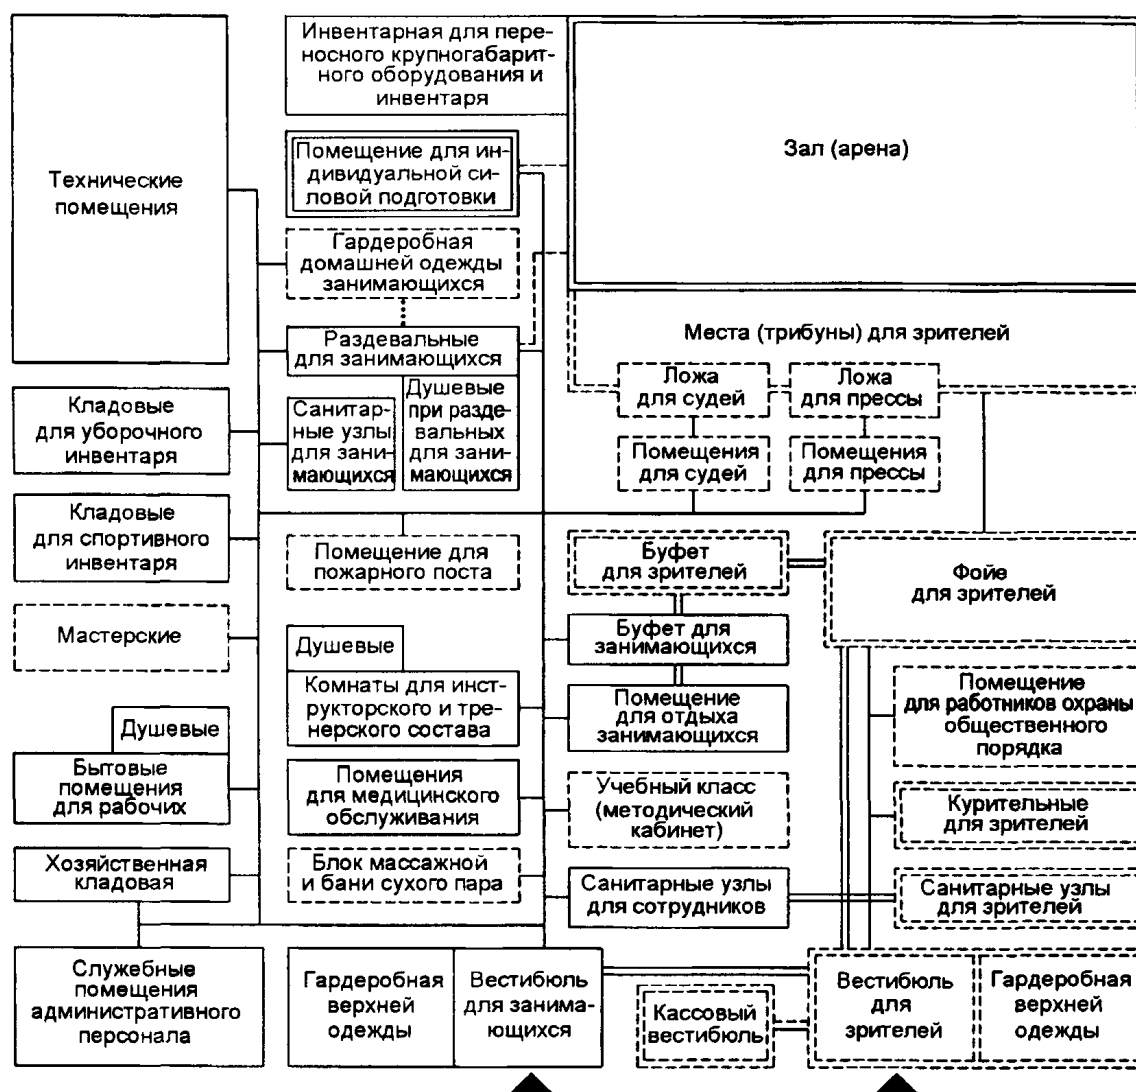 Технические
помещения
Инвентарная для пере-
носного крупногабарит-
ного оборудования и
инвентаря
Зал (арена)
Помещение для ин-
дивидуальной си-
ловой подготовки
Гардеробная
домашней одежды
занимающихся
Раздевальные
для занимающихся
Санитар-
ные узлы
для зани-
мающихся
Душевые
при разде-
вальных
для зани-
мающихся
Места (трибуны) для зрителей
Ложа
для судей
Ложа
для прессы
Помещения
для судей
Помещения
для прессы
Кладовые
для уборочного
инвентаря
Кладовые
для спортивного
инвентаря
Помещение для
пожарного поста
Буфет
для зрителей
Фойе
для зрителей
Мастерские
Душевые
Комнаты для инст-
рукторского и тре-
нерского состава
Буфет для
занимающихся
Помещение
для отдыха
занимающихся
Помещение
для работников охраны
общественного
порядка
Душевые
Бытовые
помещения
для рабочих
Помещения
для медицинского
обслуживания
Учебный класс
(методический
кабинет)
Курительные
для зрителей
Хозяйственная
кладовая
Блок массажной
и бани сухого пара
Санитарные узлы
для сотрудников
Санитарные узлы
для зрителей
Служебные
помещения
административного
персонала
Гардеробная
верхней
одежды
Вестибюль
для занима-
ющихся
Кассовый
вестибюль
Вестибюль
для
зрителей
Гардеробная
верхней
одежды